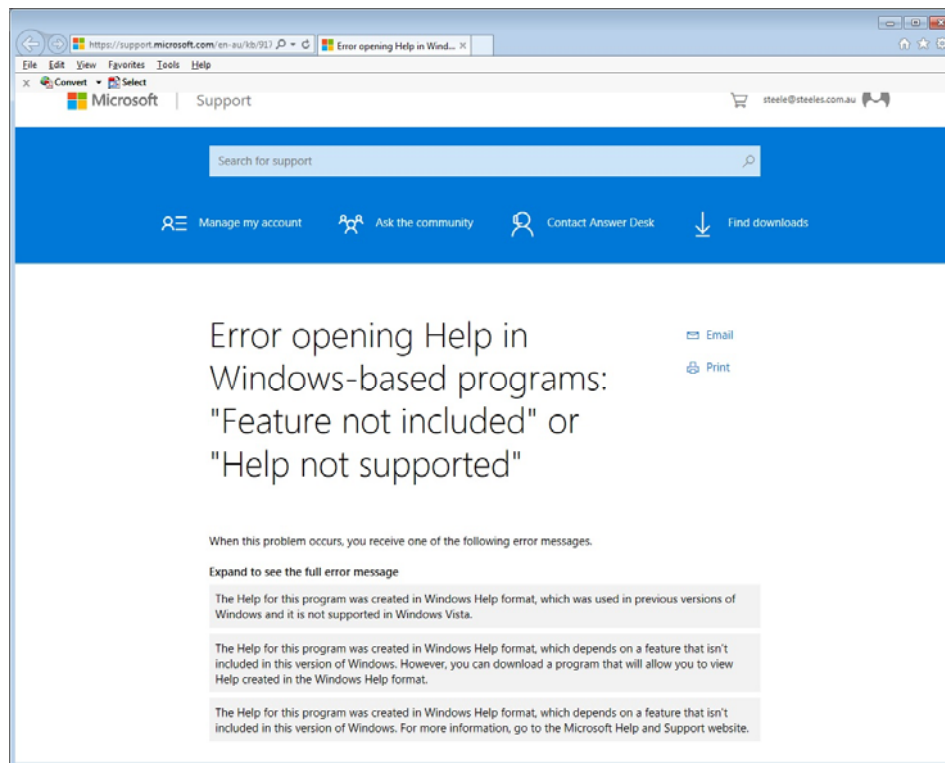 https://support.microsoft.com/en-au/kb/917
Error opening Help in Wind...
File Edit View Favorites Tools Help
x Convert Select
Microsoft | Support
steele@steeles.com.au
Search for support
Manage my account
Ask the community
Contact Answer Desk
Find downloads
Error opening Help in
Windows-based programs:
"Feature not included" or
"Help not supported"
Email
Print
When this problem occurs, you receive one of the following error messages.
Expand to see the full error message
The Help for this program was created in Windows Help format, which was used in previous versions of
Windows and it is not supported in Windows Vista.
The Help for this program was created in Windows Help format, which depends on a feature that isn't
included in this version of Windows. However, you can download a program that will allow you to view
Help created in the Windows Help format.
The Help for this program was created in Windows Help format, which depends on a feature that isn't
included in this version of Windows. For more information, go to the Microsoft Help and Support website.